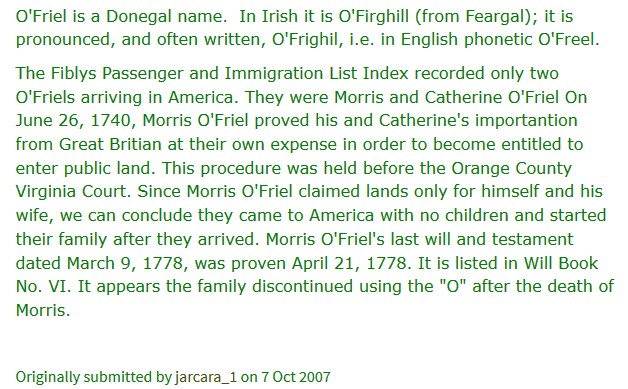 O'Friel is a Donegal name.  In Irish it is O'Firghill (from Feargal); it is
pronounced, and often written, O'Frighil, i.e. in English phonetic O'Freel.
The Fiblys Passenger and Immigration List Index recorded only two
O'Friels arriving in America. They were Morris and Catherine O'Friel On
June 26, 1740, Morris O'Friel proved his and Catherine's importantion
from Great Britian at their own expense in order to become entitled to
enter public land. This procedure was held before the Orange County
Virginia Court. Since Morris O'Friel claimed lands only for himself and his
wife, we can conclude they came to America with no children and started
their family after they arrived. Morris O'Friel's last will and testament
dated March 9, 1778, was proven April 21, 1778. It is listed in Will Book
No. VI. It appears the family discontinued using the "O" after the death of
Morris.
Originally submitted by jarcara_1 on 7 Oct 2007